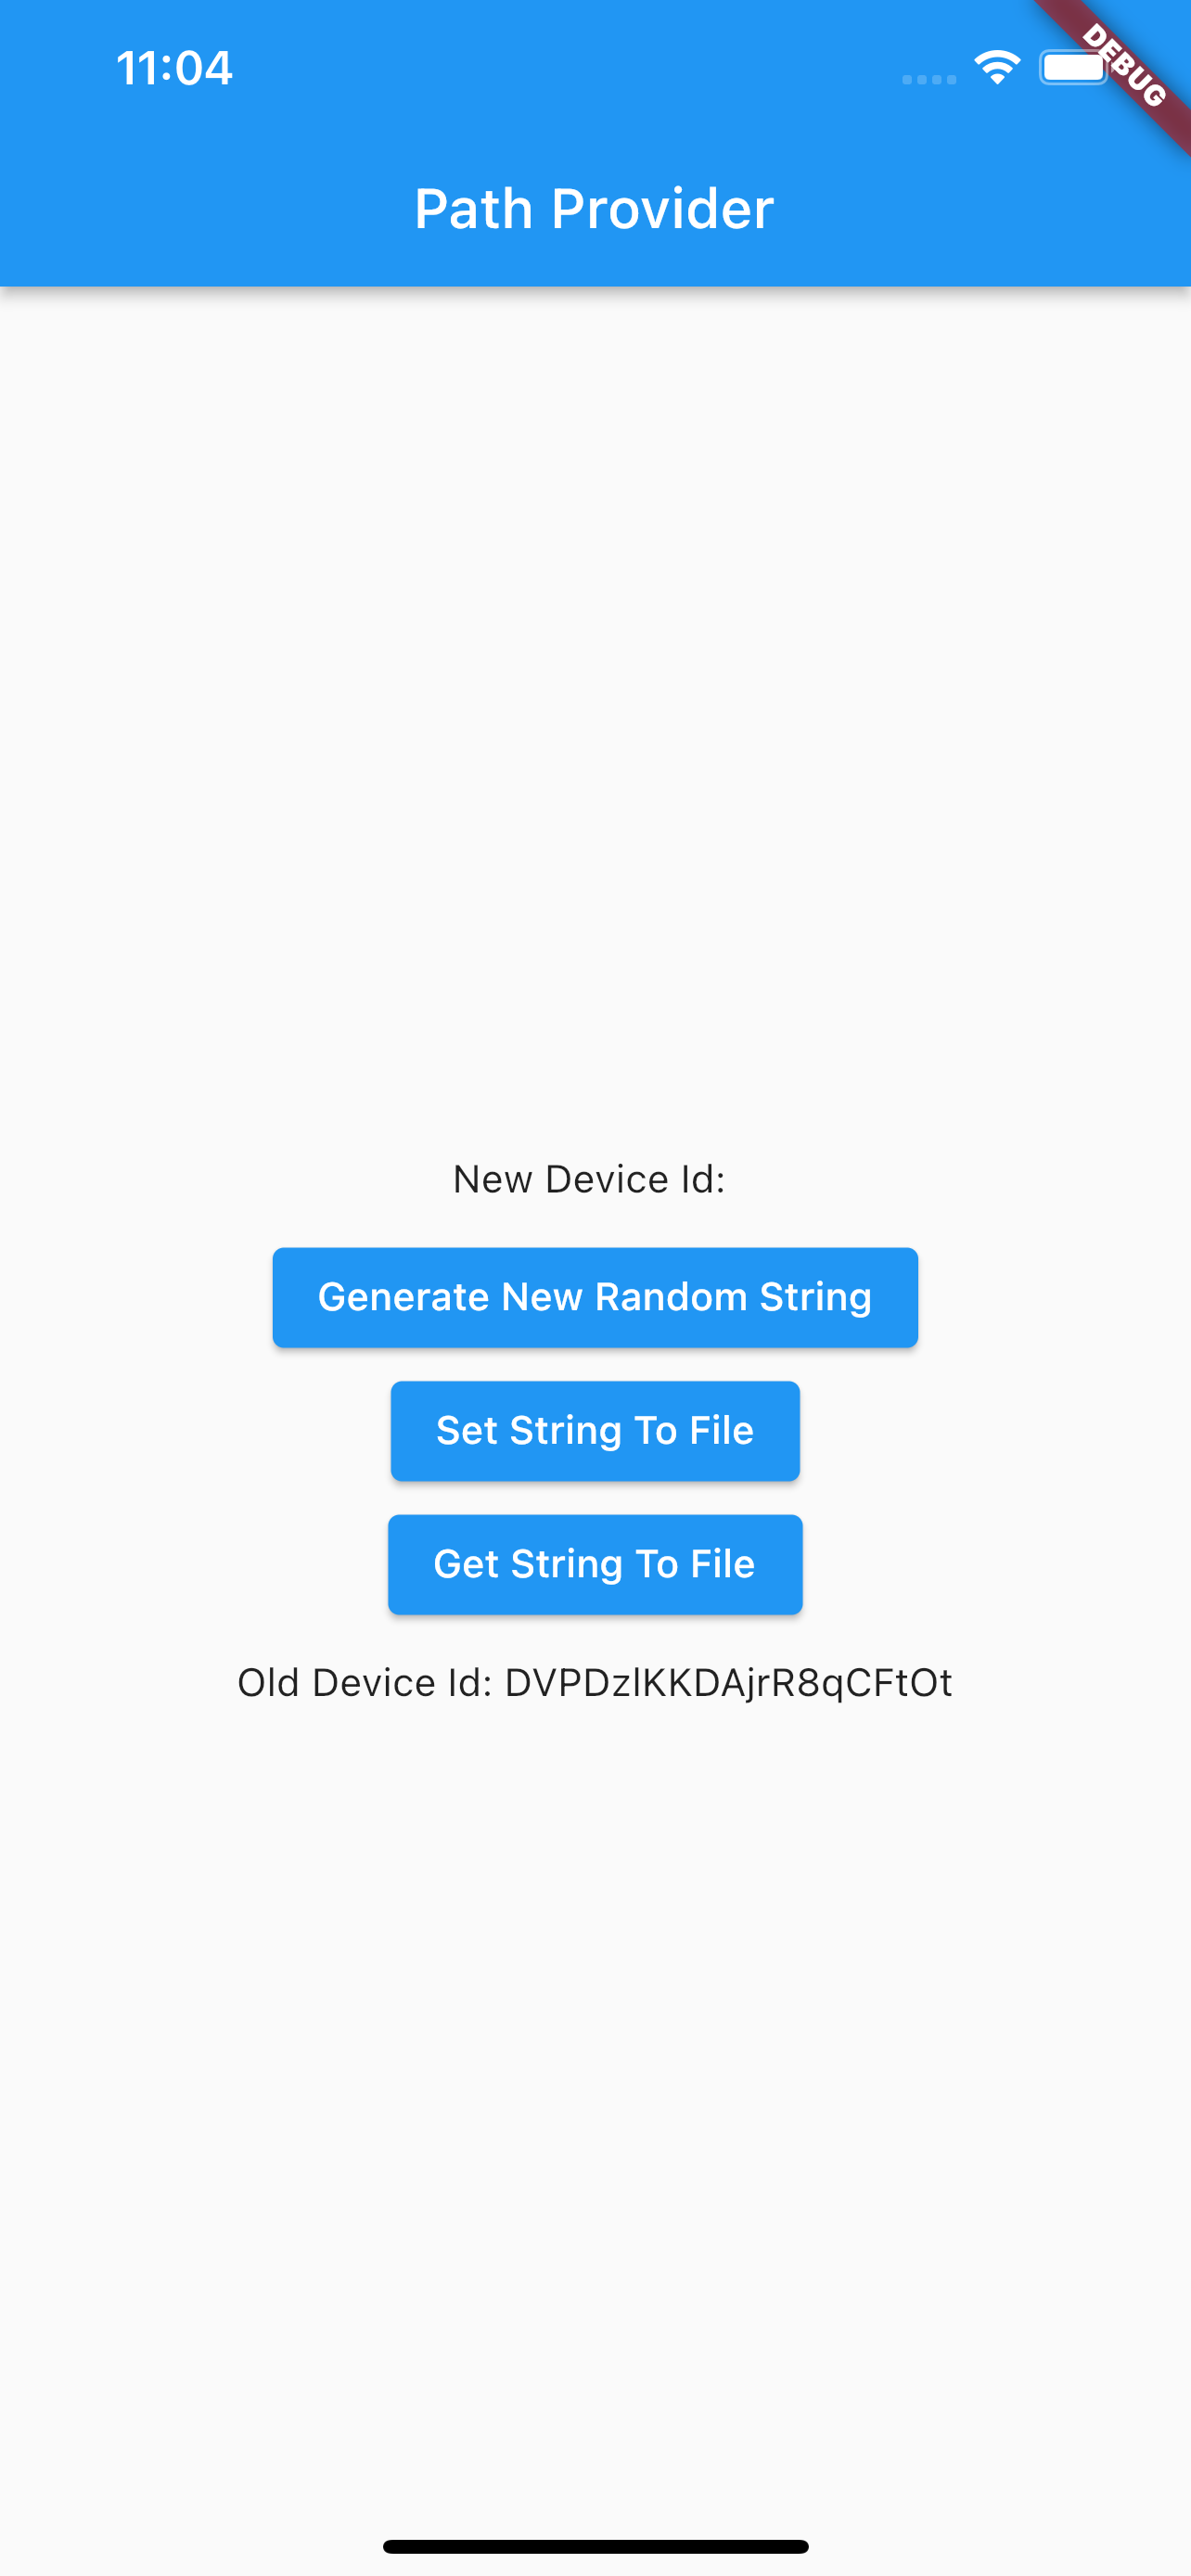 11:04
DEBUG
Path Provider
New Device Id:
Generate New Random String
Set String To File
Get String To File
Old Device Id: DVPDzlKKDAjrR8qCFtOt